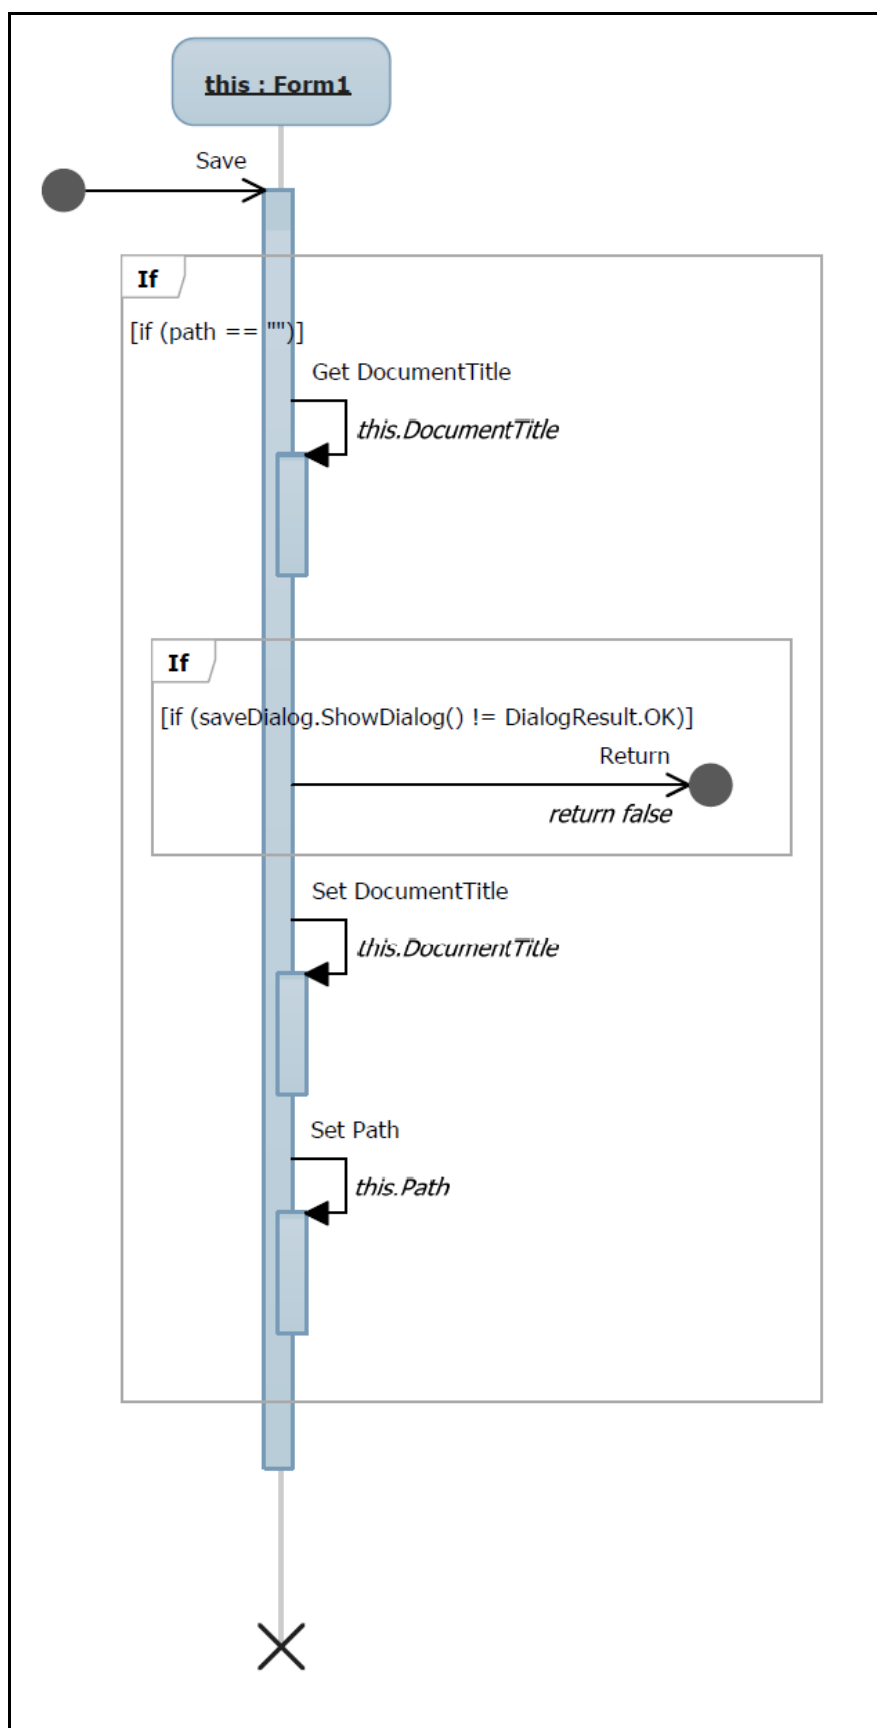 this : Form1
Save
If
[if (path == "")]
Get DocumentTitle
this.DocumentTitle
If
[if (saveDialog.ShowDialog() != DialogResult.OK)]
Return
return false
Set DocumentTitle
this.DocumentTitle
Set Path
this.Path